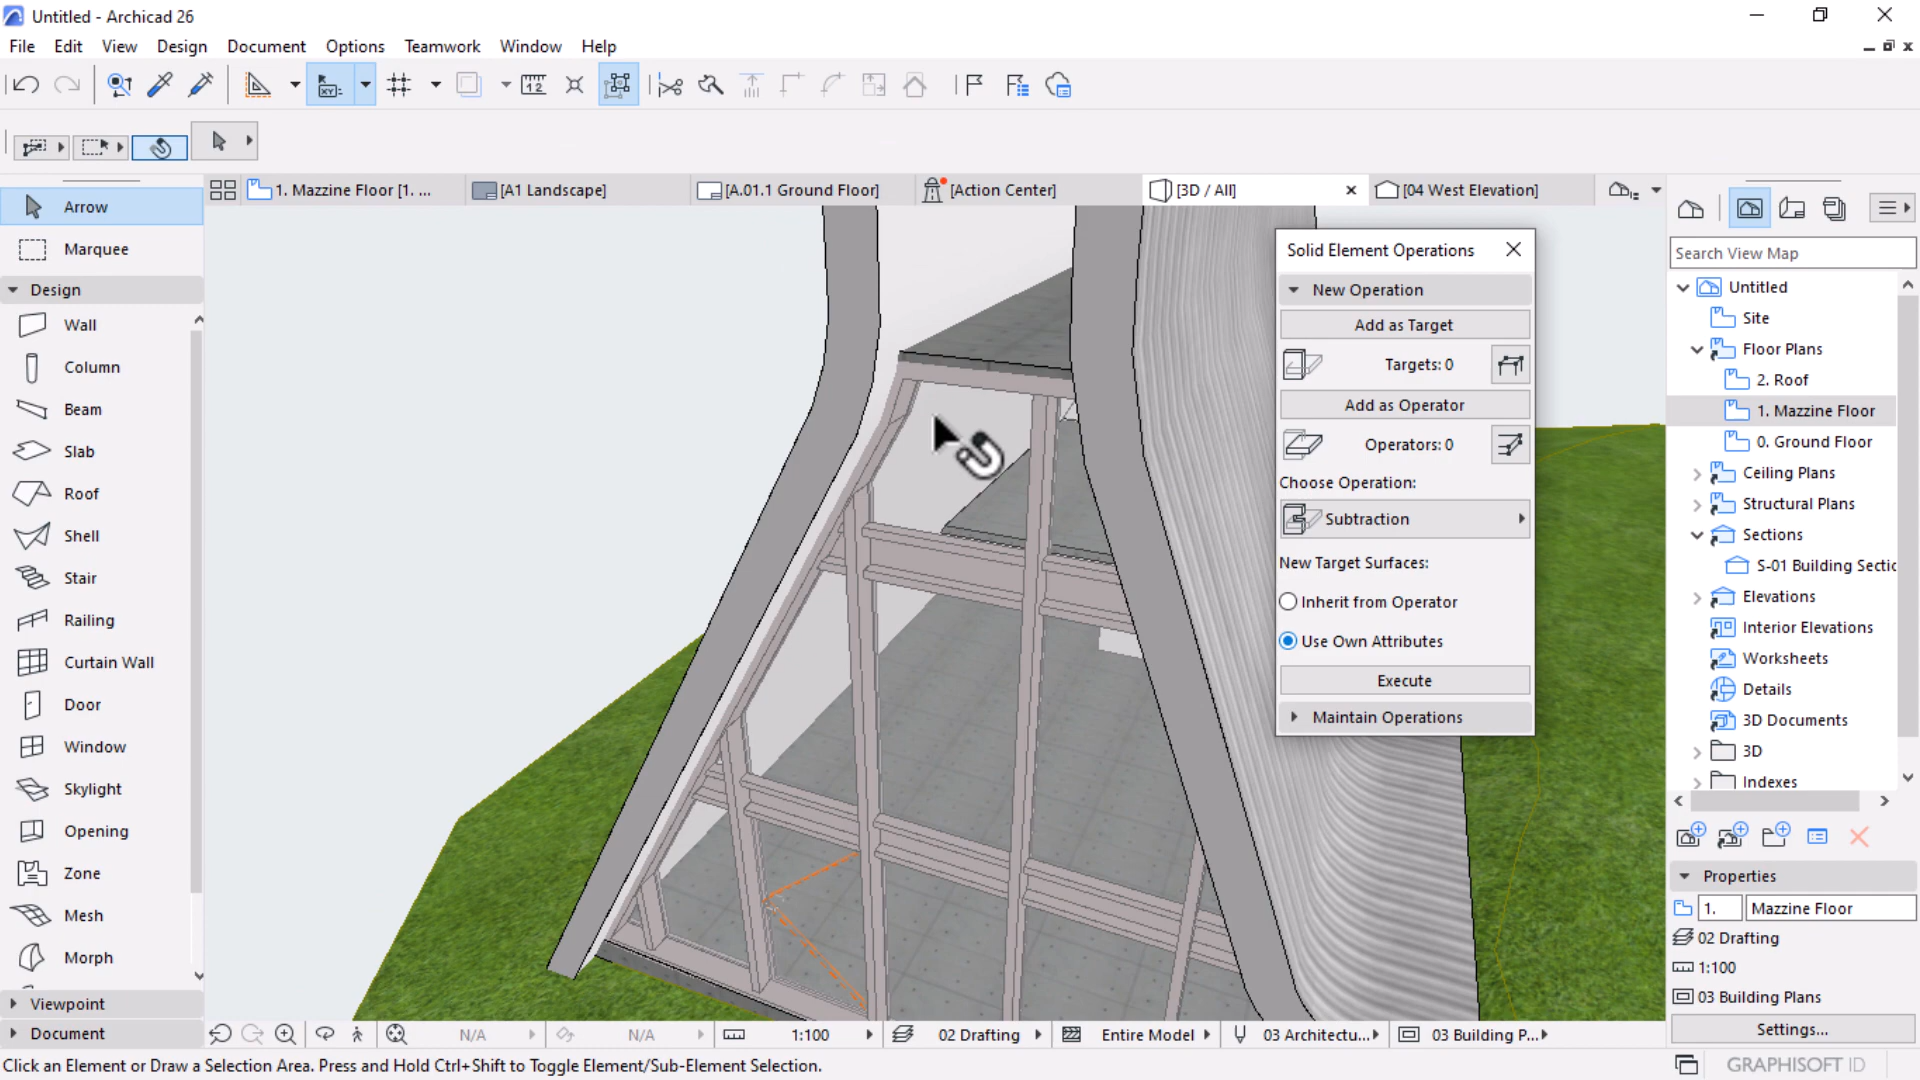 Untitled - Archicad 26
File Edit View Design Document Options Teamwork Window Help
1. Mazzine Floor [1. ...
[A1 Landscape]
[A.01.1 Ground Floor]
[Action Center]
[3D / All]
[04 West Elevation]
Arrow
Marquee
Design
Wall
Column
Beam
Slab
Roof
Shell
Stair
Railing
Curtain Wall
Door
Window
Skylight
Opening
Zone
Mesh
Morph
Viewpoint
Document
Solid Element Operations
New Operation
Add as Target
Targets: 0
Add as Operator
Operators: 0
Choose Operation:
Subtraction
New Target Surfaces:
Inherit from Operator
Use Own Attributes
Execute
Maintain Operations
Search View Map
Untitled
Site
Floor Plans
2. Roof
1. Mazzine Floor
0. Ground Floor
Ceiling Plans
Structural Plans
Sections
S-01 Building Sectic
Elevations
Interior Elevations
Worksheets
Details
3D Documents
3D
Indexes
Properties
1. Mazzine Floor
02 Drafting
1:100
03 Building Plans
Settings...
N/A N/A 1:100 02 Drafting Entire Model 03 Architectu... 03 Building P...
Click an Element or Draw a Selection Area. Press and Hold Ctrl+Shift to Toggle Element/Sub-Element Selection.
GRAPHISOFT ID